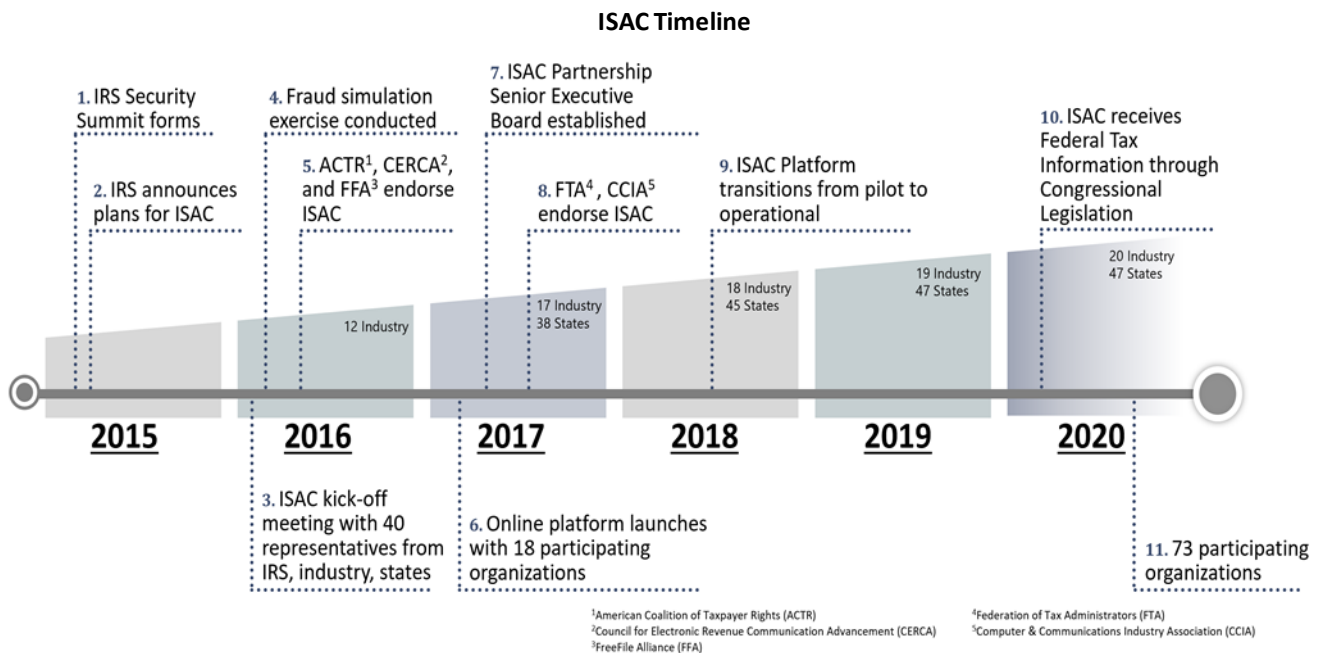 ISAC Timeline
1. IRS Security
Summit forms
2. IRS announces
plans for ISAC
4. Fraud simulation
exercise conducted
5. ACTR¹, CERCA²,
and FFA³ endorse
ISAC
7. ISAC Partnership
Senior Executive
Board established
8. FTA⁴, CCIA⁵
endorse ISAC
9. ISAC Platform
transitions from pilot to
operational
10. ISAC receives
Federal Tax
Information through
Congressional
Legislation
12 Industry
17 Industry
38 States
18 Industry
45 States
19 Industry
47 States
20 Industry
47 States
2015
2016
2017
2018
2019
2020
3. ISAC kick-off
meeting with 40
representatives from
IRS, industry, states
6. Online platform launches
with 18 participating
organizations
11. 73 participating
organizations
¹American Coalition of Taxpayer Rights (ACTR)
²Council for Electronic Revenue Communication Advancement (CERCA)
³FreeFile Alliance (FFA)
⁴Federation of Tax Administrators (FTA)
⁵Computer & Communications Industry Association (CCIA)